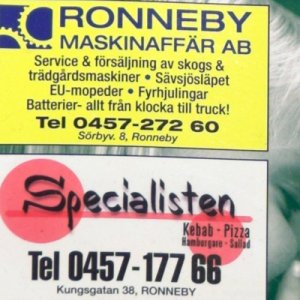 RONNEBY
MASKINAFFÄR AB
Service & försäljning av skogs &
trädgårdsmaskiner • Sävsjösläpet
EU-mopeder • Fyrhjulingar
Batterier- allt från klocka till truck!
Tel 0457-272 60
Sörbyv. 8, Ronneby
Specialisten
Kebab - Pizza
Hamburgare - Sallad
Tel 0457-177 66
Kungsgatan 38, RONNEBY